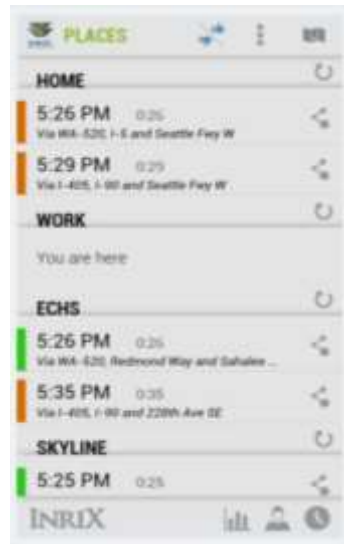 PLACES
HOME
5:26 PM 0:26
Via WA-520, I-5 and Seattle Fwy W
5:29 PM 0:29
Via I-405, I-90 and Seattle Fwy W
WORK
You are here
ECHS
5:26 PM 0:26
Via WA-520, Redmond Way and Sahalee ...
5:35 PM 0:35
Via I-405, I-90 and 228th Ave SE
SKYLINE
5:25 PM 0:25
INRIX